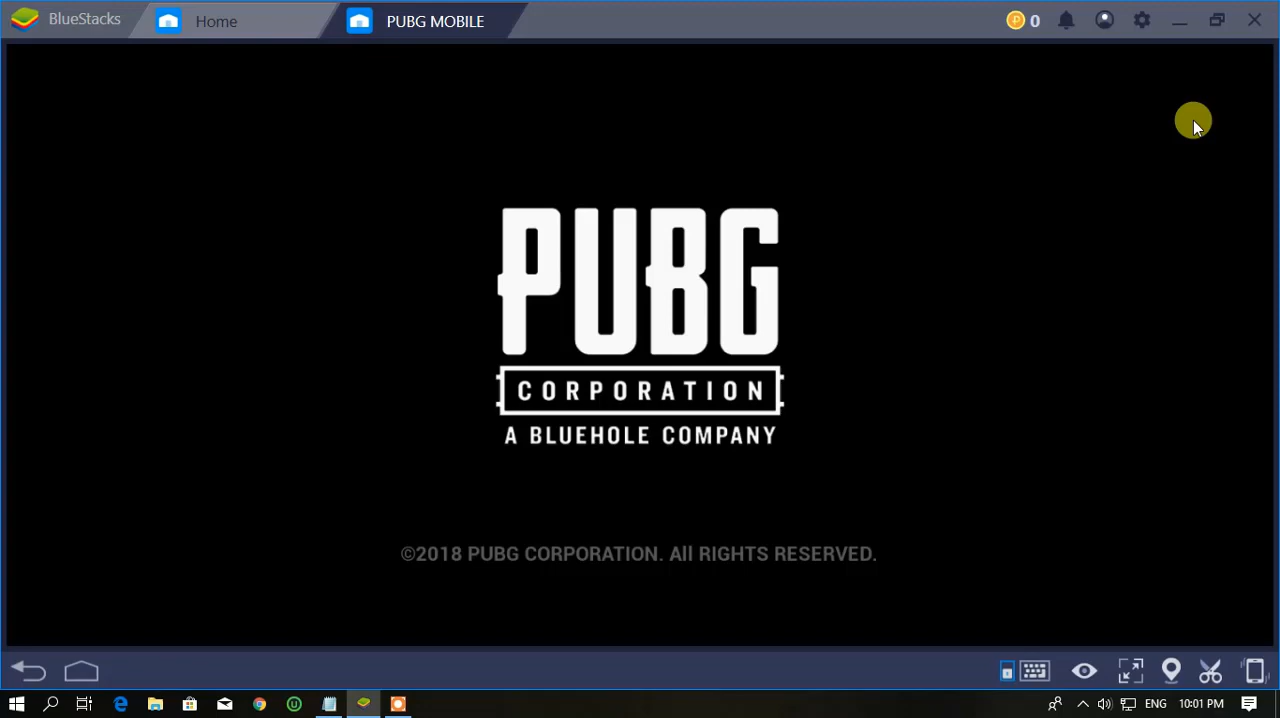 BlueStacks
Home
PUBG MOBILE
P 0
PUBG
CORPORATION
A BLUEHOLE COMPANY
©2018 PUBG CORPORATION. All RIGHTS RESERVED.
ENG
10:01 PM